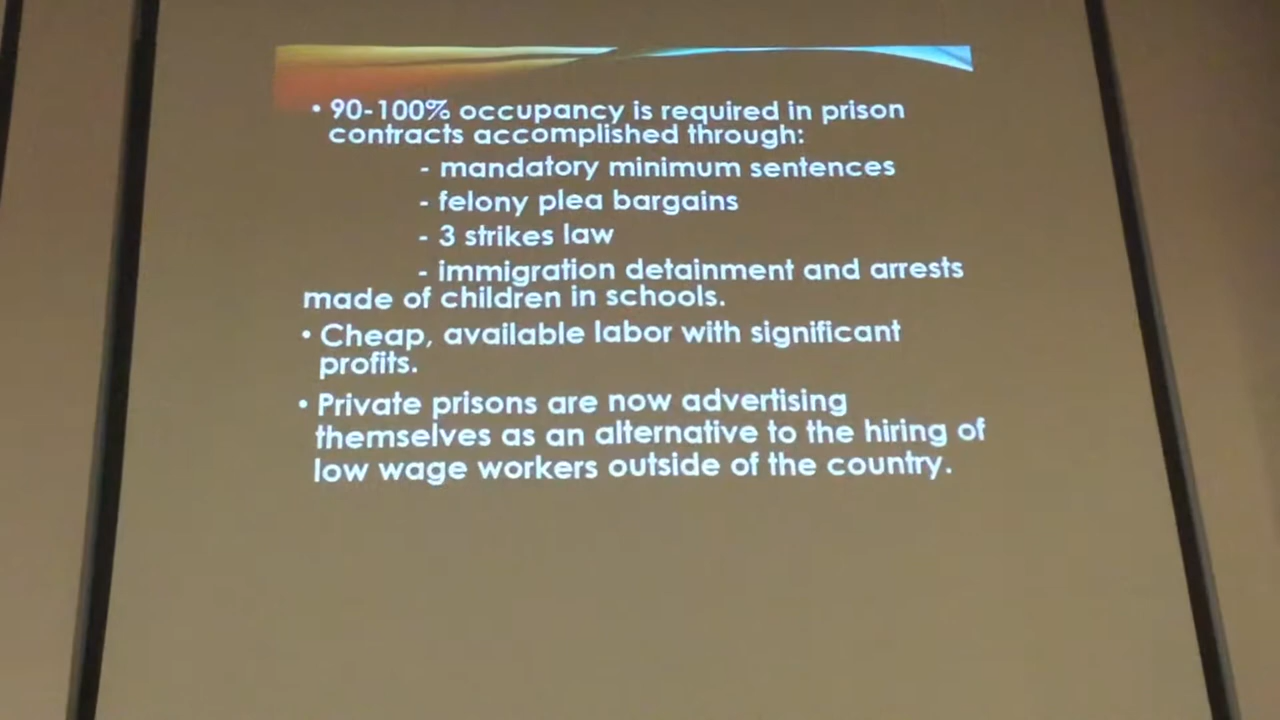 • 90-100% occupancy is required in prison
contracts accomplished through:
- mandatory minimum sentences
- felony plea bargains
- 3 strikes law
- immigration detainment and arrests
made of children in schools.
• Cheap, available labor with significant
profits.
• Private prisons are now advertising
themselves as an alternative to the hiring of
low wage workers outside of the country.